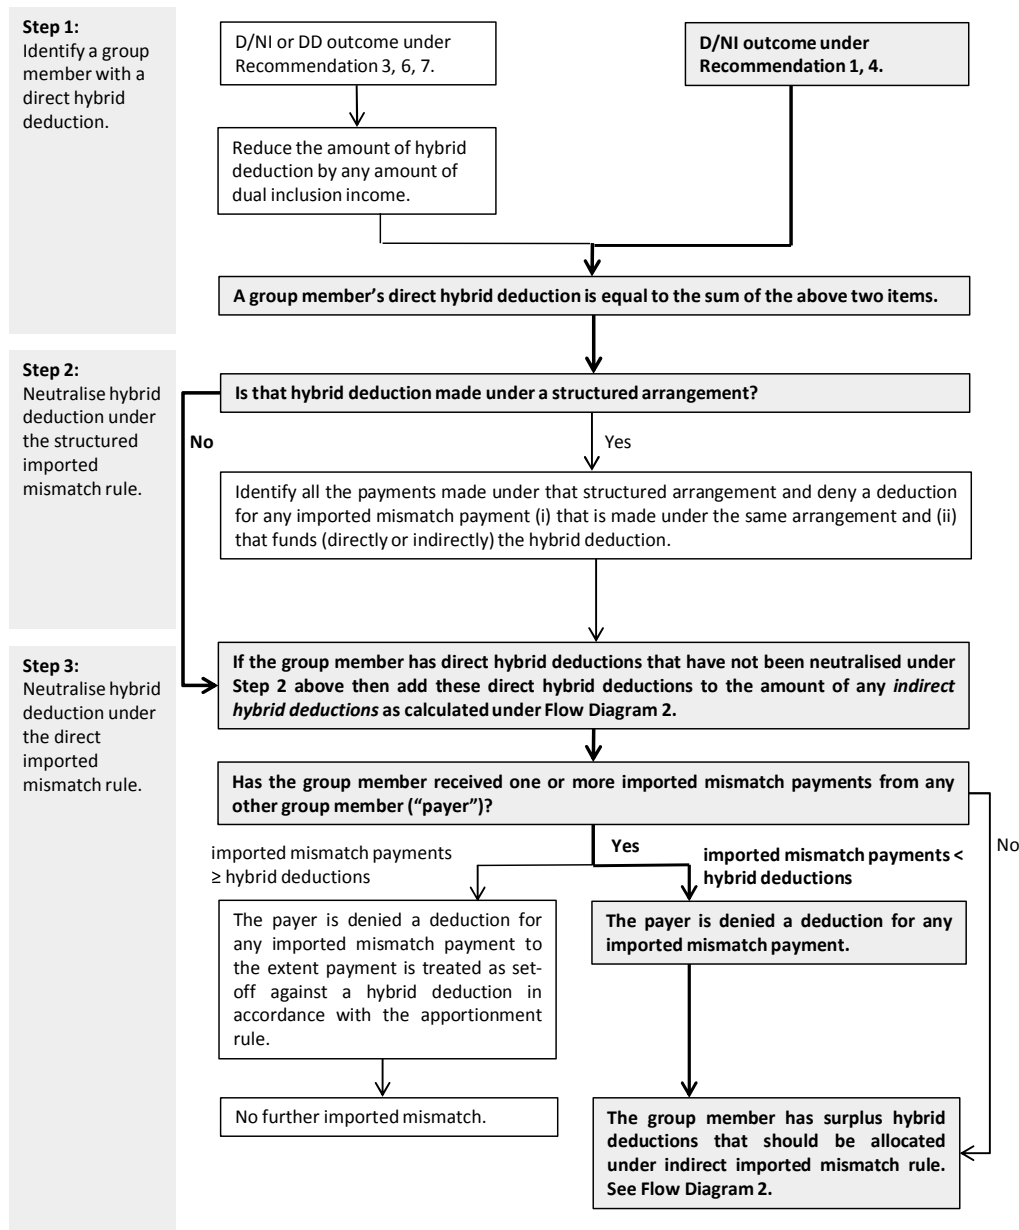 Step 1:
Identify a group
member with a
direct hybrid
deduction.
D/NI or DD outcome under
Recommendation 3, 6, 7.
D/NI outcome under
Recommendation 1, 4.
Reduce the amount of hybrid
deduction by any amount of
dual inclusion income.
A group member’s direct hybrid deduction is equal to the sum of the above two items.
Step 2:
Neutralise hybrid
deduction under
the structured
imported
mismatch rule.
Is that hybrid deduction made under a structured arrangement?
No
Yes
Identify all the payments made under that structured arrangement and deny a deduction
for any imported mismatch payment (i) that is made under the same arrangement and (ii)
that funds (directly or indirectly) the hybrid deduction.
Step 3:
Neutralise hybrid
deduction under
the direct
imported
mismatch rule.
If the group member has direct hybrid deductions that have not been neutralised under
Step 2 above then add these direct hybrid deductions to the amount of any indirect
hybrid deductions as calculated under Flow Diagram 2.
Has the group member received one or more imported mismatch payments from any
other group member (“payer”)?
Yes
No
imported mismatch payments
≥ hybrid deductions
imported mismatch payments <
hybrid deductions
The payer is denied a deduction for
any imported mismatch payment to
the extent payment is treated as set-
off against a hybrid deduction in
accordance with the apportionment
rule.
The payer is denied a deduction for any
imported mismatch payment.
No further imported mismatch.
The group member has surplus hybrid
deductions that should be allocated
under indirect imported mismatch rule.
See Flow Diagram 2.